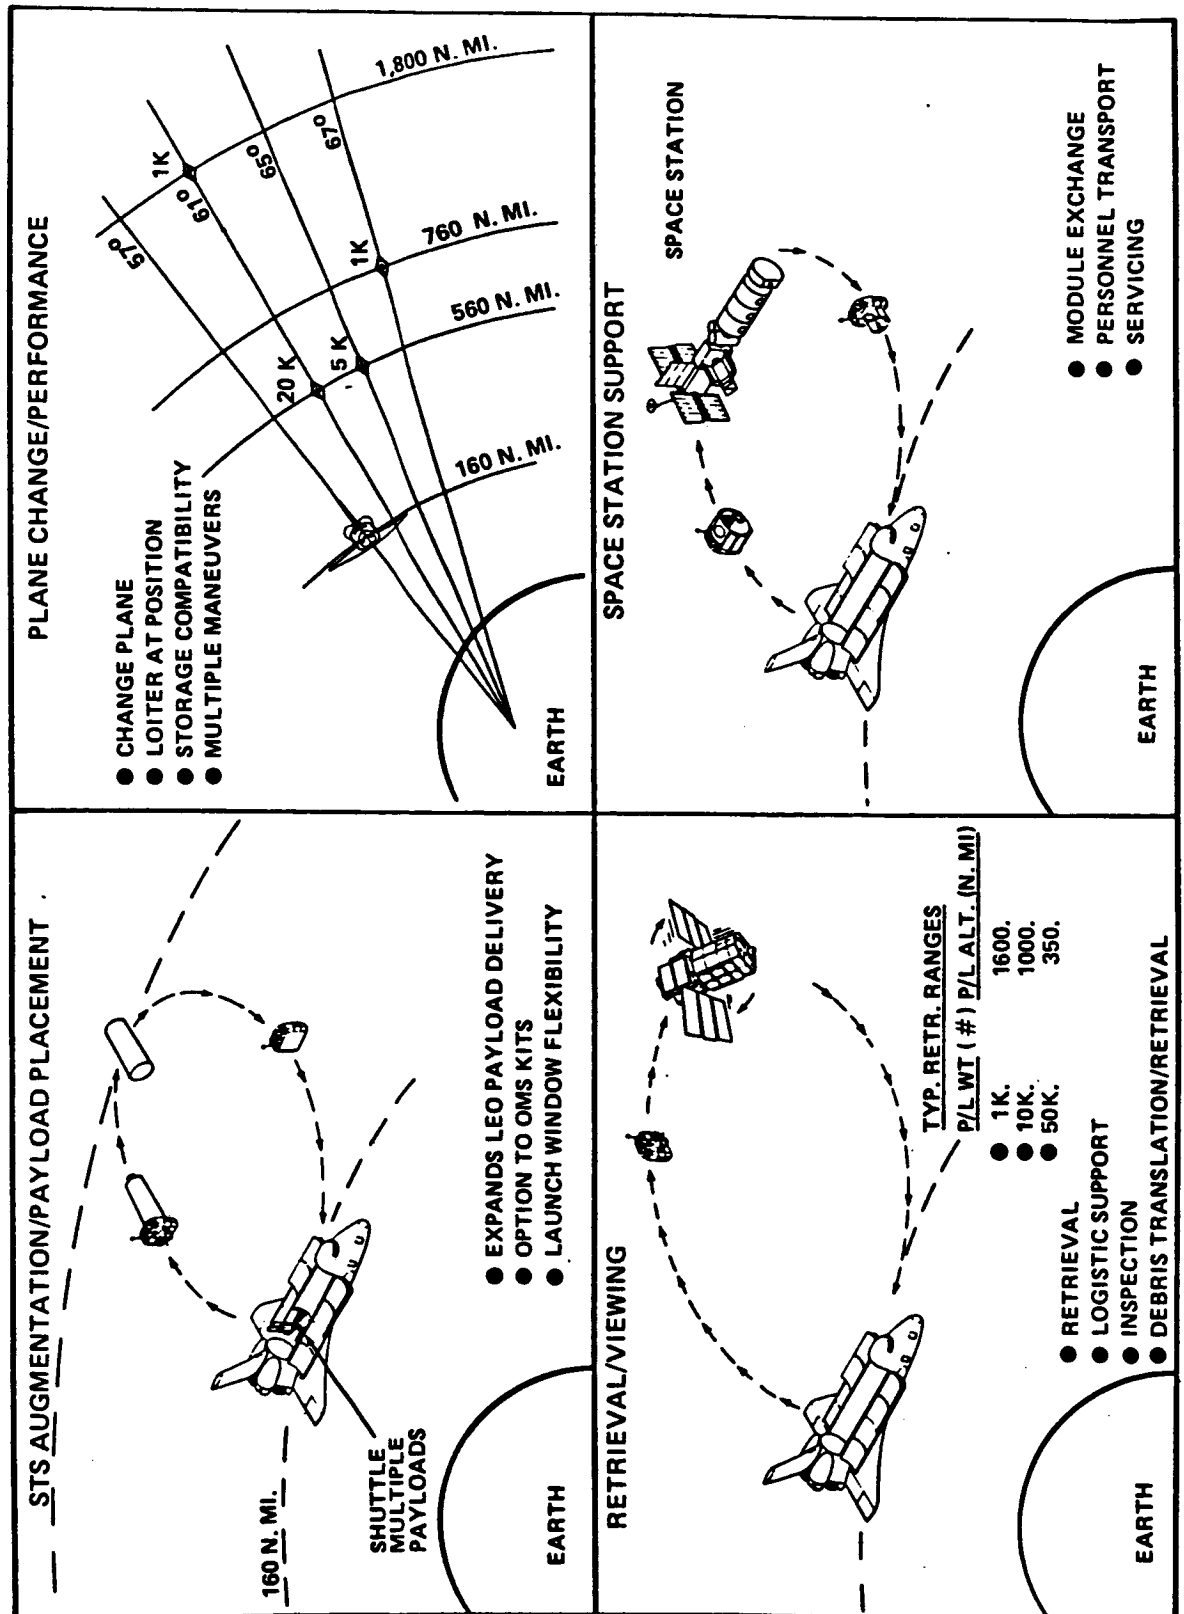 STS AUGMENTATION/PAYLOAD PLACEMENT
160 N. MI.
SHUTTLE
MULTIPLE
PAYLOADS
EARTH
● EXPANDS LEO PAYLOAD DELIVERY
● OPTION TO OMS KITS
● LAUNCH WINDOW FLEXIBILITY
PLANE CHANGE/PERFORMANCE
● CHANGE PLANE
● LOITER AT POSITION
● STORAGE COMPATIBILITY
● MULTIPLE MANEUVERS
57°
61°
1K
65°
67°
1,800 N. MI.
20 K
5 K
1K
760 N. MI.
560 N. MI.
160 N. MI.
EARTH
RETRIEVAL/VIEWING
TYP. RETR. RANGES
P/L WT (#) P/L ALT. (N. MI)
● 1K. 1600.
● 10K. 1000.
● 50K. 350.
● RETRIEVAL
● LOGISTIC SUPPORT
● INSPECTION
● DEBRIS TRANSLATION/RETRIEVAL
EARTH
SPACE STATION SUPPORT
SPACE STATION
● MODULE EXCHANGE
● PERSONNEL TRANSPORT
● SERVICING
EARTH